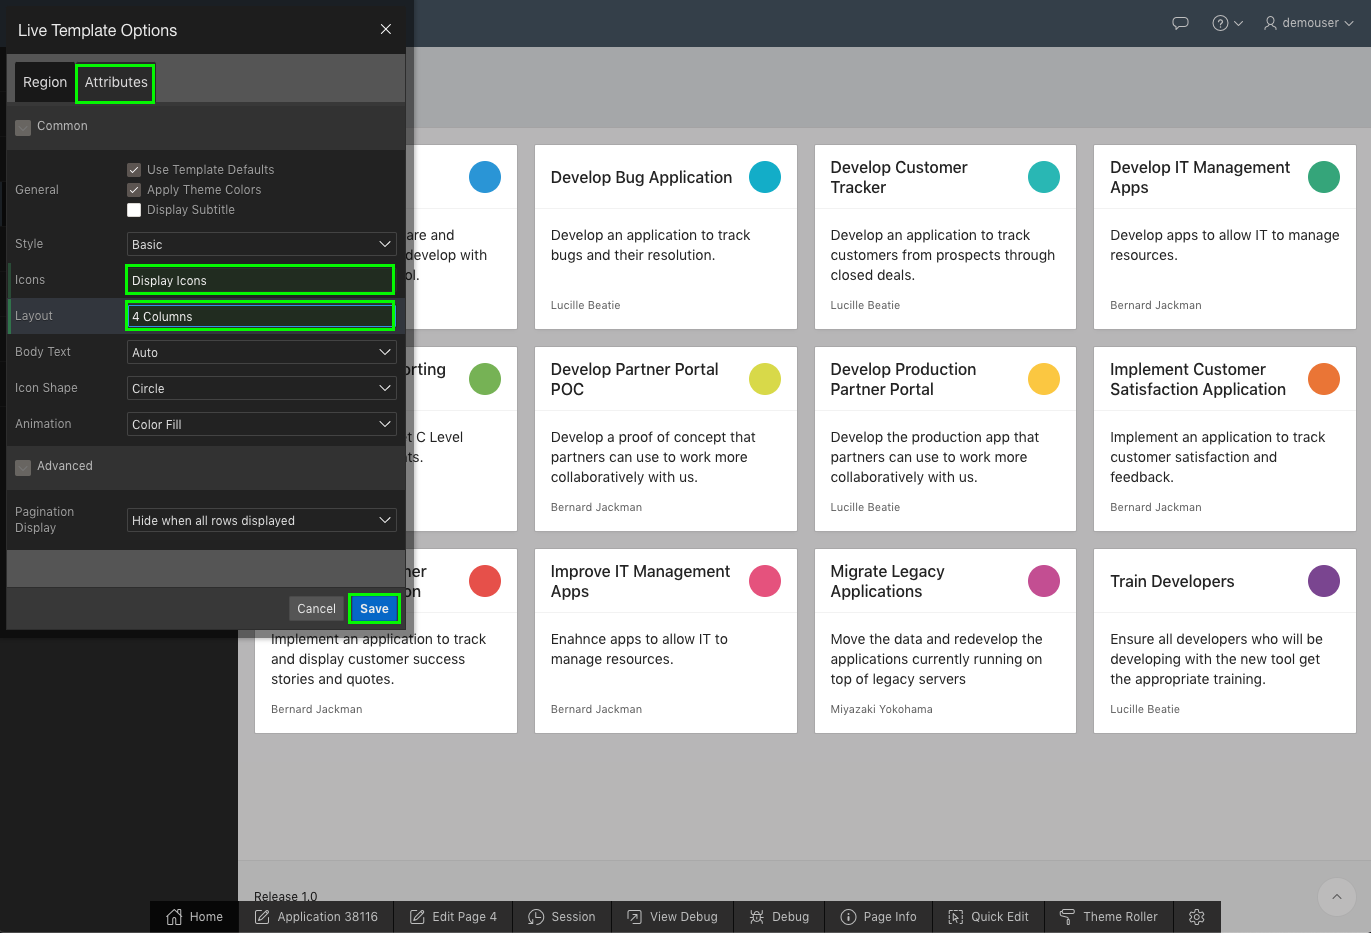 Live Template Options
demouser
Region
Attributes
Common
General
Use Template Defaults
Apply Theme Colors
Display Subtitle
Style
Basic
Icons
Display Icons
Layout
4 Columns
Body Text
Auto
Icon Shape
Circle
Animation
Color Fill
Advanced
Pagination
Display
Hide when all rows displayed
Cancel
Save
are and
develop with
Develop Bug Application
Develop an application to track
bugs and their resolution.
Lucille Beatie
Develop Customer
Tracker
Develop an application to track
customers from prospects through
closed deals.
Lucille Beatie
Develop IT Management
Apps
Develop apps to allow IT to manage
resources.
Bernard Jackman
C Level
Develop Partner Portal
POC
Develop a proof of concept that
partners can use to work more
collaboratively with us.
Bernard Jackman
Develop Production
Partner Portal
Develop the production app that
partners can use to work more
collaboratively with us.
Lucille Beatie
Implement Customer
Satisfaction Application
Implement an application to track
customer satisfaction and
feedback.
Bernard Jackman
Implement an application to track
and display customer success
stories and quotes.
Bernard Jackman
Improve IT Management
Apps
Enahnce apps to allow IT to
manage resources.
Bernard Jackman
Migrate Legacy
Applications
Move the data and redevelop the
applications currently running on
top of legacy servers
Miyazaki Yokohama
Train Developers
Ensure all developers who will be
developing with the new tool get
the appropriate training.
Lucille Beatie
Release 1.0
Home
Application 38116
Edit Page 4
Session
View Debug
Debug
Page Info
Quick Edit
Theme Roller